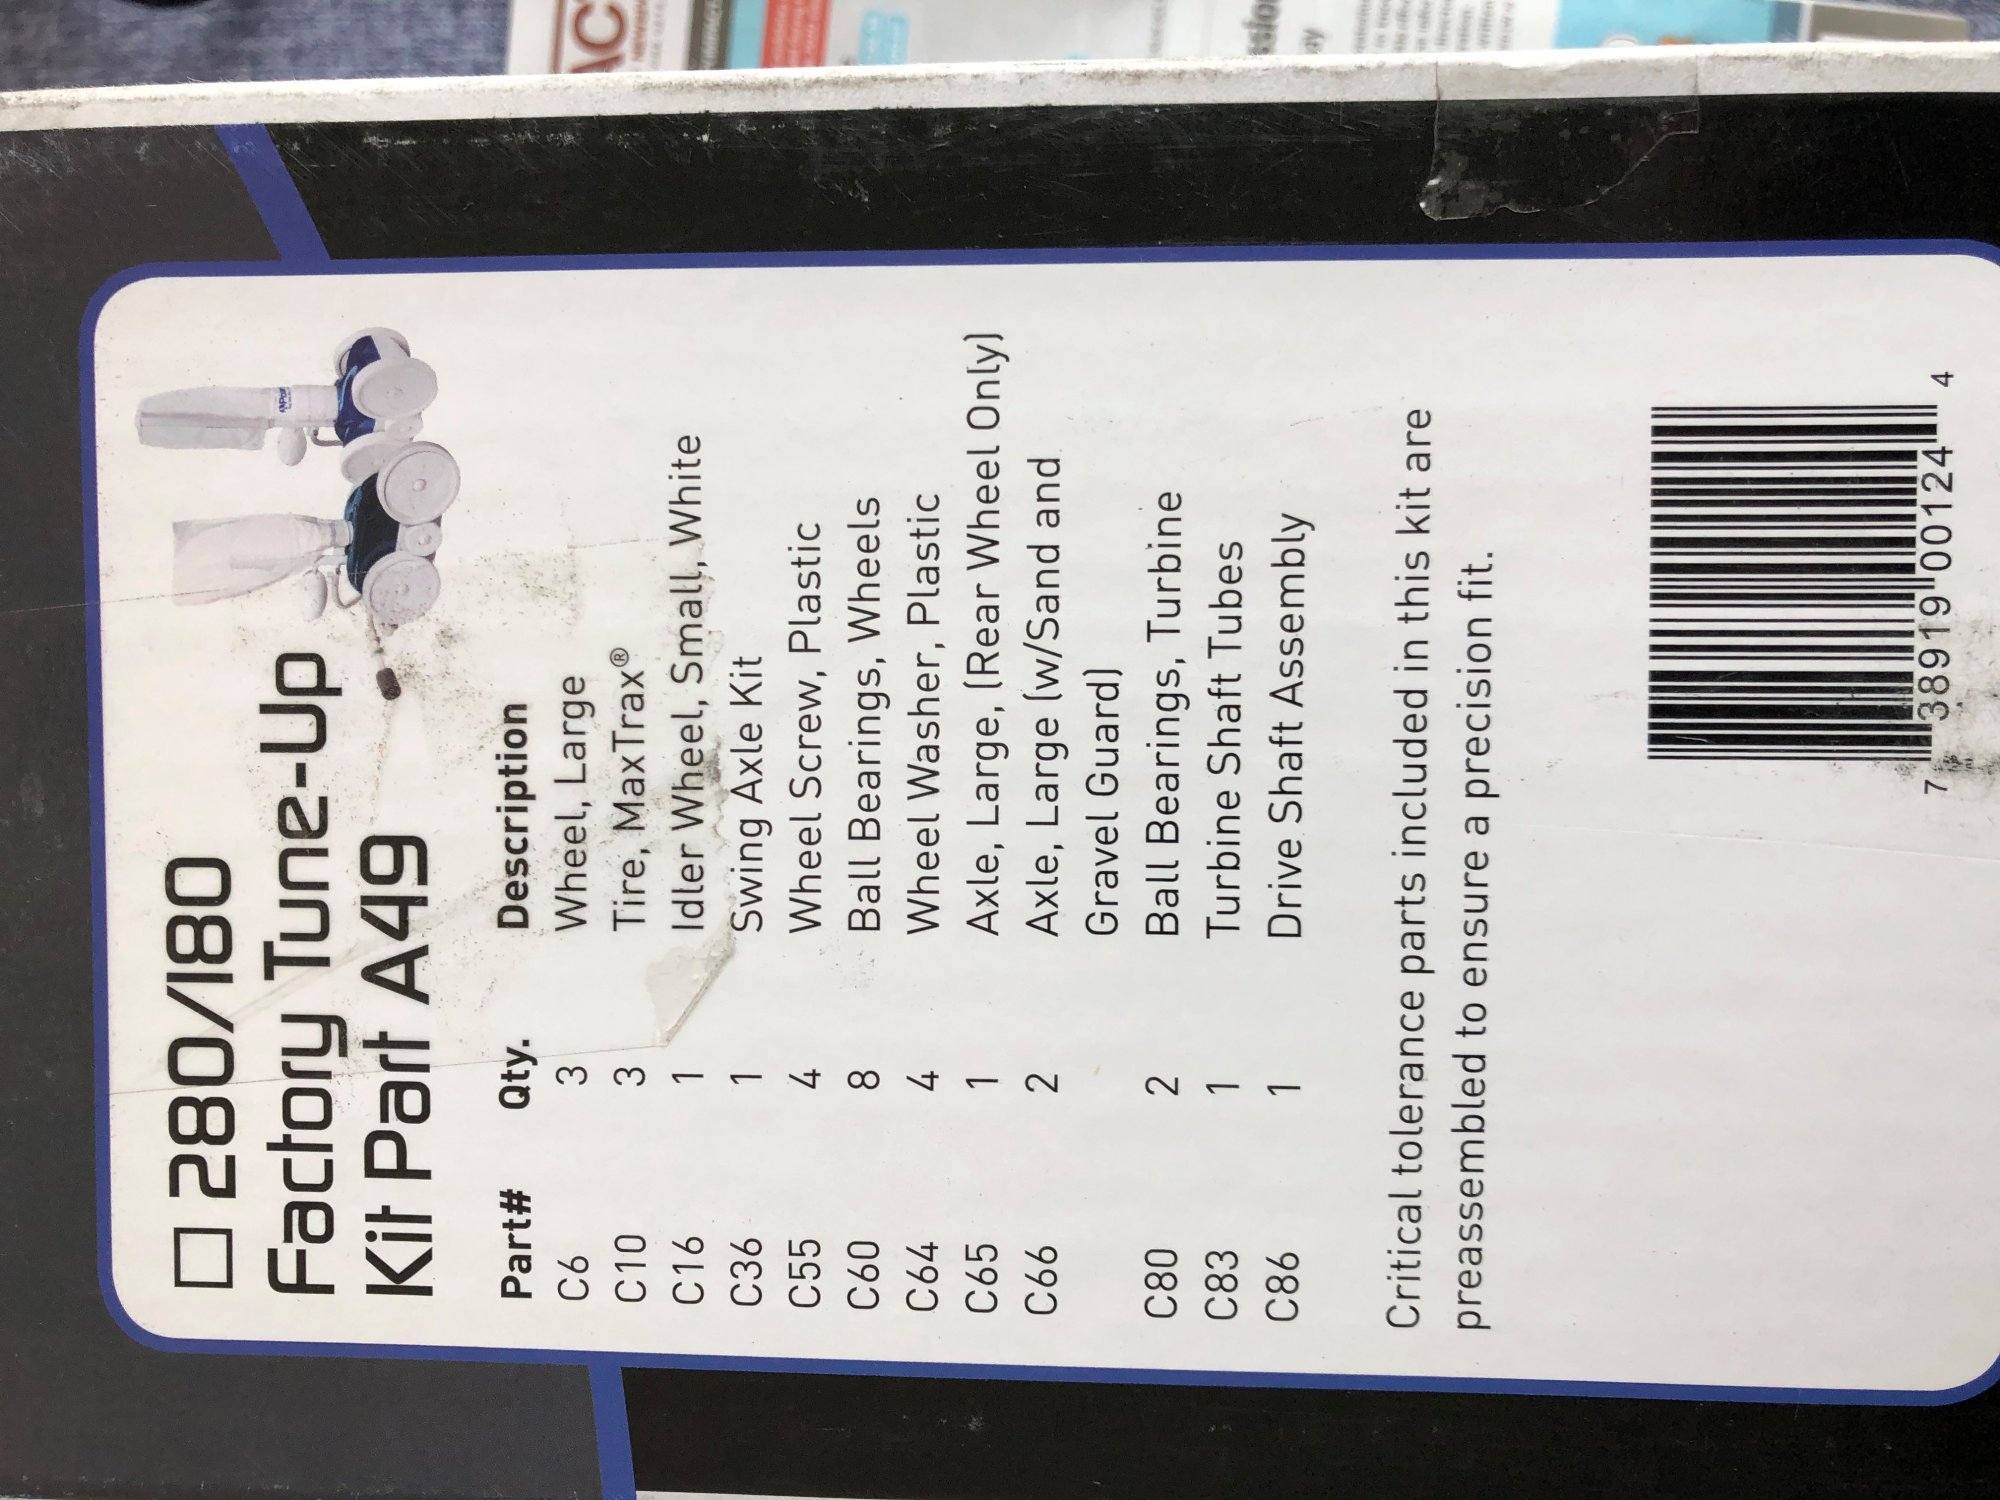 □ 280/180
Factory Tune-Up
Kit Part A49
Part# Qty. Description
C6 3 Wheel, Large
C10 3 Tire, MaxTrax®
C16 1 Idler Wheel, Small, White
C36 1 Swing Axle Kit
C55 4 Wheel Screw, Plastic
C60 8 Ball Bearings, Wheels
C64 4 Wheel Washer, Plastic
C65 1 Axle, Large, (Rear Wheel Only)
C66 2 Axle, Large (w/Sand and
Gravel Guard)
C80 2 Ball Bearings, Turbine
C83 1 Turbine Shaft Tubes
C86 1 Drive Shaft Assembly
Critical tolerance parts included in this kit are
preassembled to ensure a precision fit.
7 38919 00124 4
AC